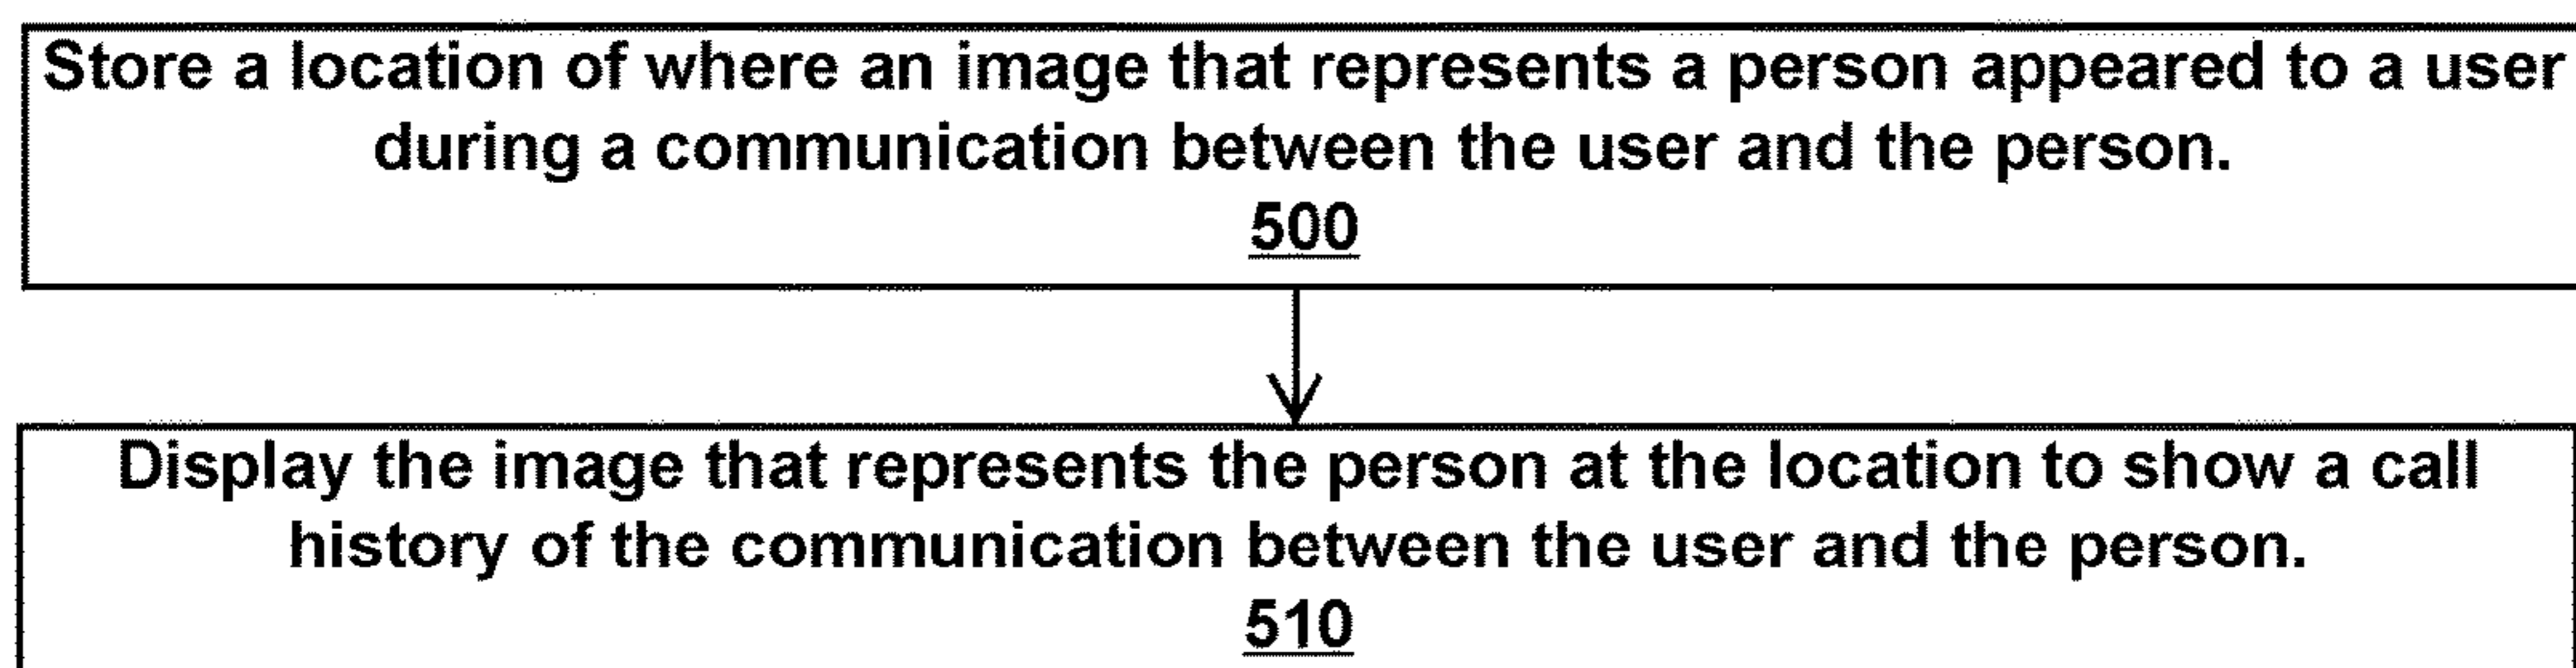 Store a location of where an image that represents a person appeared to a user
during a communication between the user and the person.
500
Display the image that represents the person at the location to show a call
history of the communication between the user and the person.
510